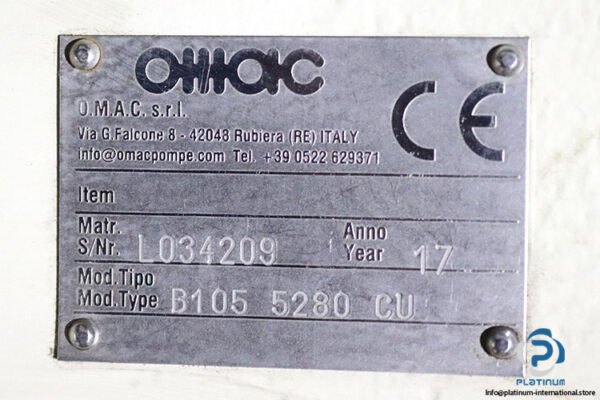 omac
O.M.A.C. s.r.l.
Via G.Falcone 8 - 42048 Rubiera (RE) ITALY
info@omacpompe.com Tel. +39 0522 629371
CE
Item
Matr.
S/Nr. L034209
Anno
Year 17
Mod.Tipo
Mod.Type B105 5280 CU
PLATINUM
Info@platinum-international.store